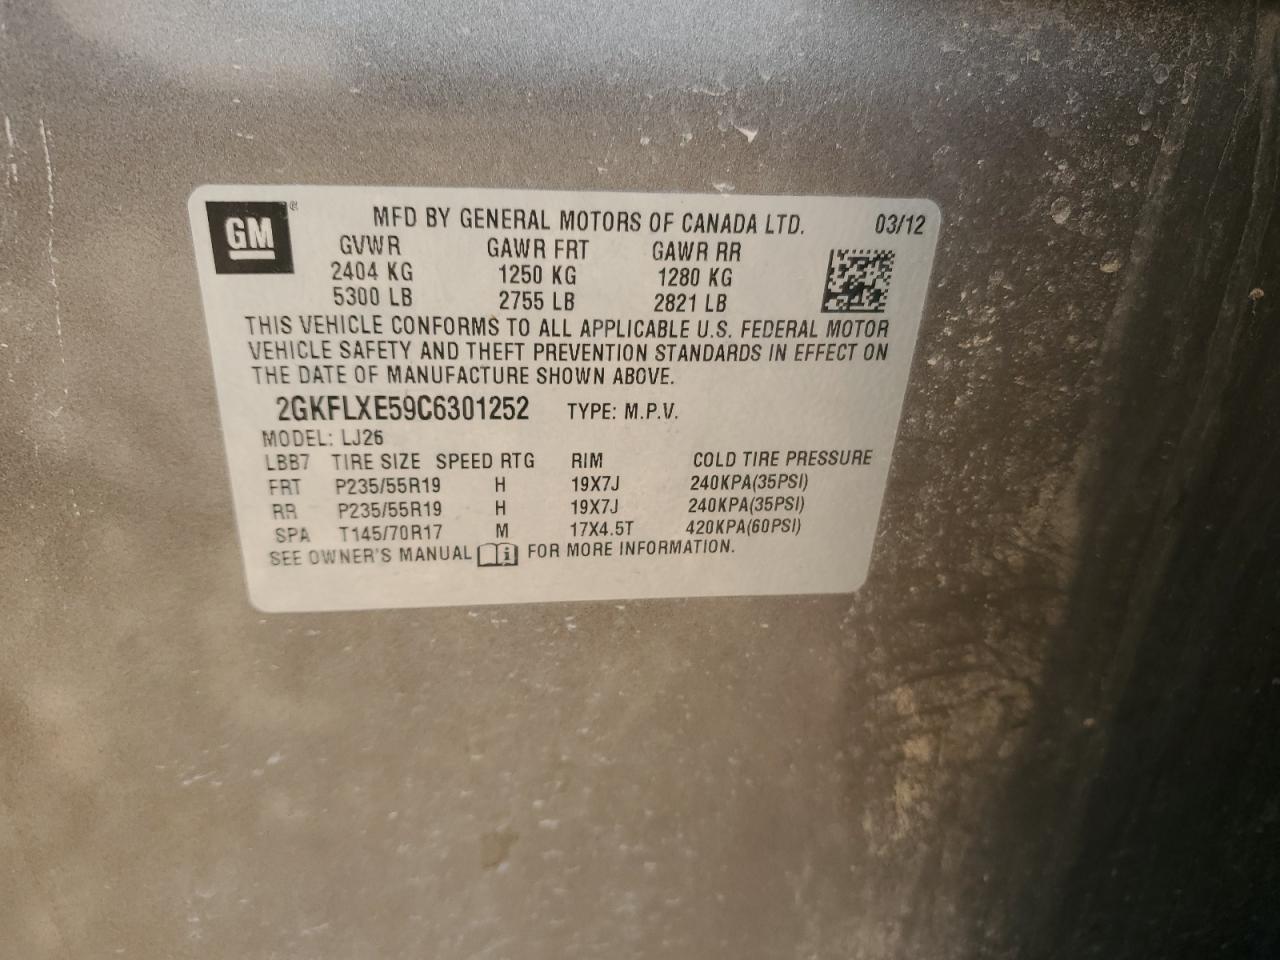 GM ® MFD BY GENERAL MOTORS OF CANADA LTD. 03/12
GVWR GAWR FRT GAWR RR
2404 KG 1250 KG 1280 KG
5300 LB 2755 LB 2821 LB
THIS VEHICLE CONFORMS TO ALL APPLICABLE U.S. FEDERAL MOTOR
VEHICLE SAFETY AND THEFT PREVENTION STANDARDS IN EFFECT ON
THE DATE OF MANUFACTURE SHOWN ABOVE.
2GKFLXE59C6301252 TYPE: M.P.V.
MODEL: LJ26
LBB7 TIRE SIZE SPEED RTG RIM COLD TIRE PRESSURE
FRT P235/55R19 H 19X7J 240KPA(35PSI)
RR P235/55R19 H 19X7J 240KPA(35PSI)
SPA T145/70R17 M 17X4.5T 420KPA(60PSI)
SEE OWNER'S MANUAL i FOR MORE INFORMATION.